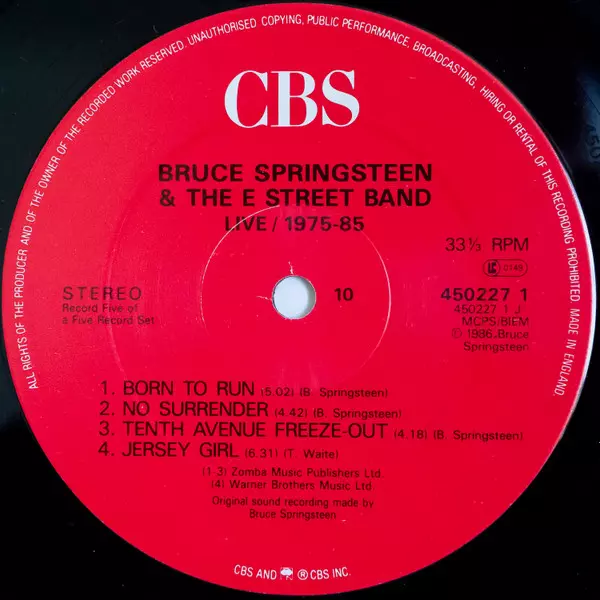 ALL RIGHTS OF THE PRODUCER AND OF THE OWNER OF THE RECORDED WORK RESERVED. UNAUTHORISED COPYING, PUBLIC PERFORMANCE, BROADCASTING, HIRING OR RENTAL OF THIS RECORDING PROHIBITED. MADE IN ENGLAND.
CBS
BRUCE SPRINGSTEEN
& THE E STREET BAND
LIVE / 1975-85
33⅓ RPM
LC 0149
STEREO
Record Five of
a Five Record Set
10
450227 1
450227 1 J
MCPS/BIEM
℗ 1986 Bruce
Springsteen
1. BORN TO RUN (5.02) (B. Springsteen)
2. NO SURRENDER (4.42) (B. Springsteen)
3. TENTH AVENUE FREEZE-OUT (4.18) (B. Springsteen)
4. JERSEY GIRL (6.31) (T. Waite)
(1-3) Zomba Music Publishers Ltd.
(4) Warner Brothers Music Ltd.
Original sound recording made by
Bruce Springsteen
CBS AND ® CBS INC.